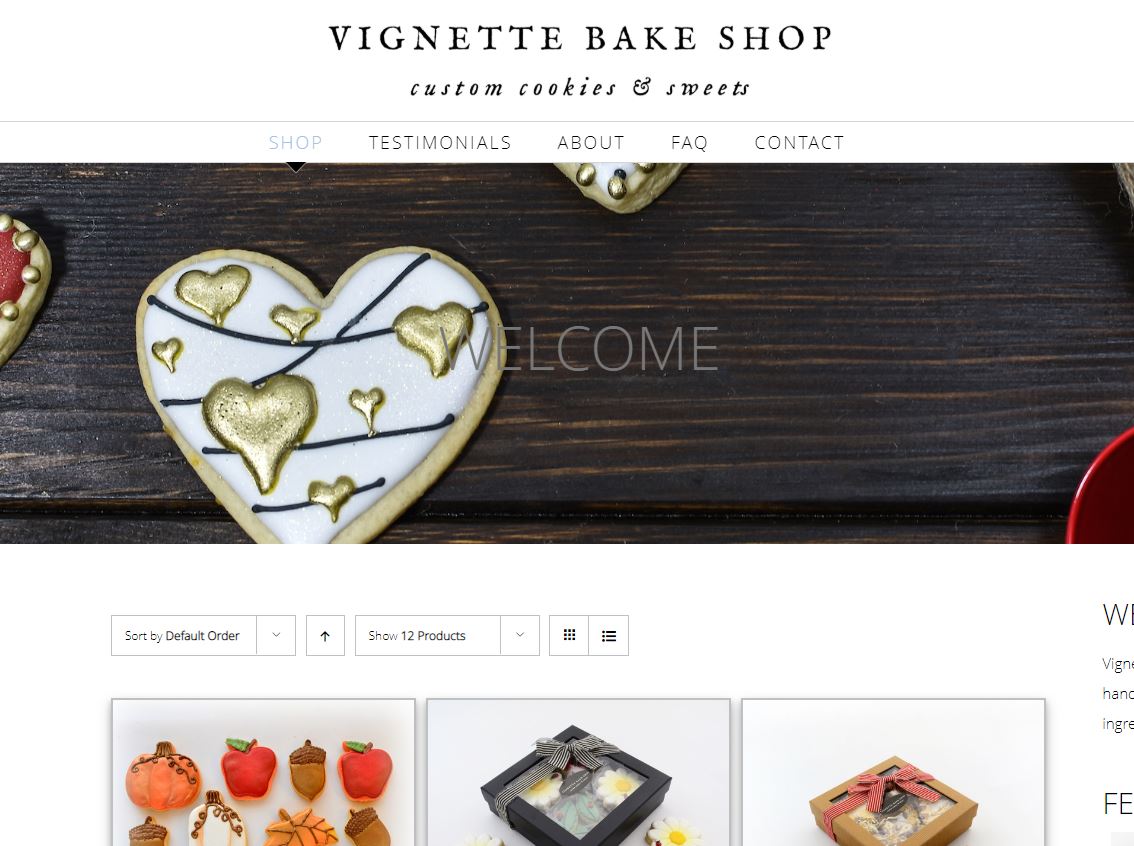 VIGNETTE BAKE SHOP
custom cookies & sweets
SHOP TESTIMONIALS ABOUT FAQ CONTACT
WELCOME
Sort by Default Order Show 12 Products
WE
Vigne
hand
ingre
FE